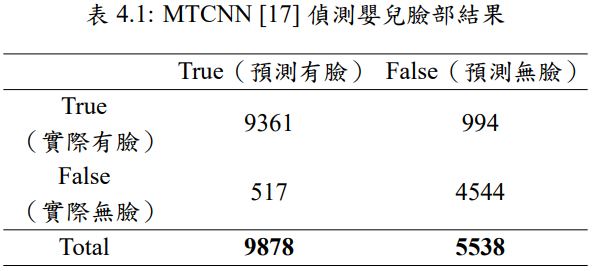 表 4.1: MTCNN [17] 偵測嬰兒臉部結果
True（預測有臉） False（預測無臉）
True
（實際有臉）
9361 994
False
（實際無臉）
517 4544
Total 9878 5538